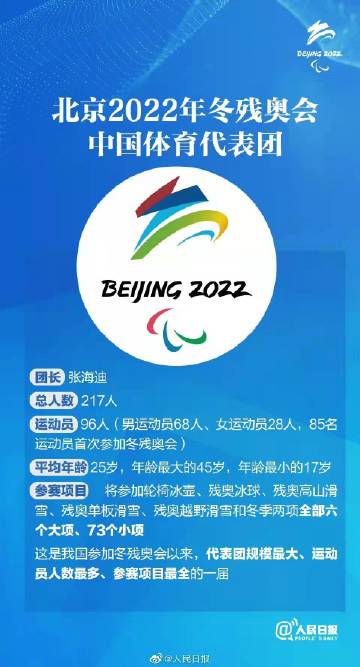 BEIJING 2022
北京2022年冬残奥会
中国体育代表团
BEIJING 2022
团长 张海迪
总人数 217人
运动员 96人（男运动员68人、女运动员28人，85名
运动员首次参加冬残奥会）
平均年龄 25岁，年龄最大的45岁，年龄最小的17岁
参赛项目 将参加轮椅冰壶、残奥冰球、残奥高山滑
雪、残奥单板滑雪、残奥越野滑雪和冬季两项全部六
个大项、73个小项
这是我国参加冬残奥会以来，代表团规模最大、运动
员人数最多、参赛项目最全的一届
@人民日报
PEOPLE'S DAILY
@人民日报